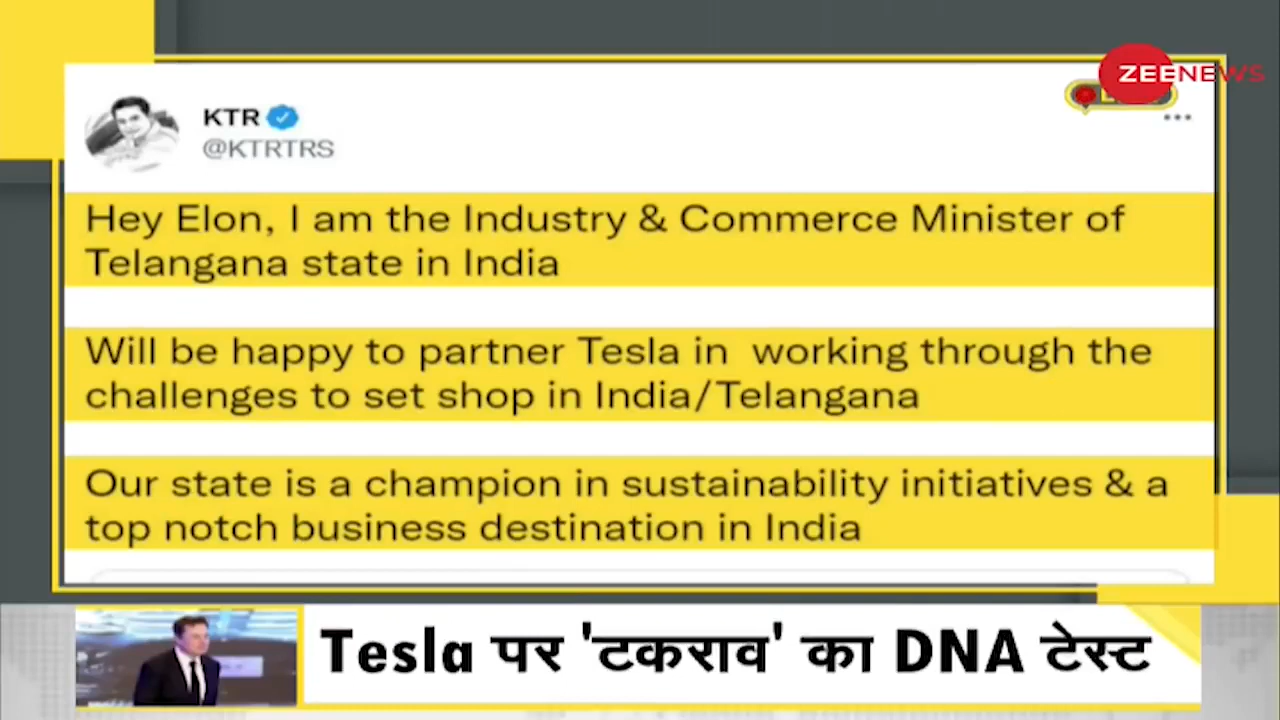 ZEENEWS
KTR
@KTRTRS
Hey Elon, I am the Industry & Commerce Minister of
Telangana state in India
Will be happy to partner Tesla in working through the
challenges to set shop in India/Telangana
Our state is a champion in sustainability initiatives & a
top notch business destination in India
Tesla पर 'टकराव' का DNA टेस्ट